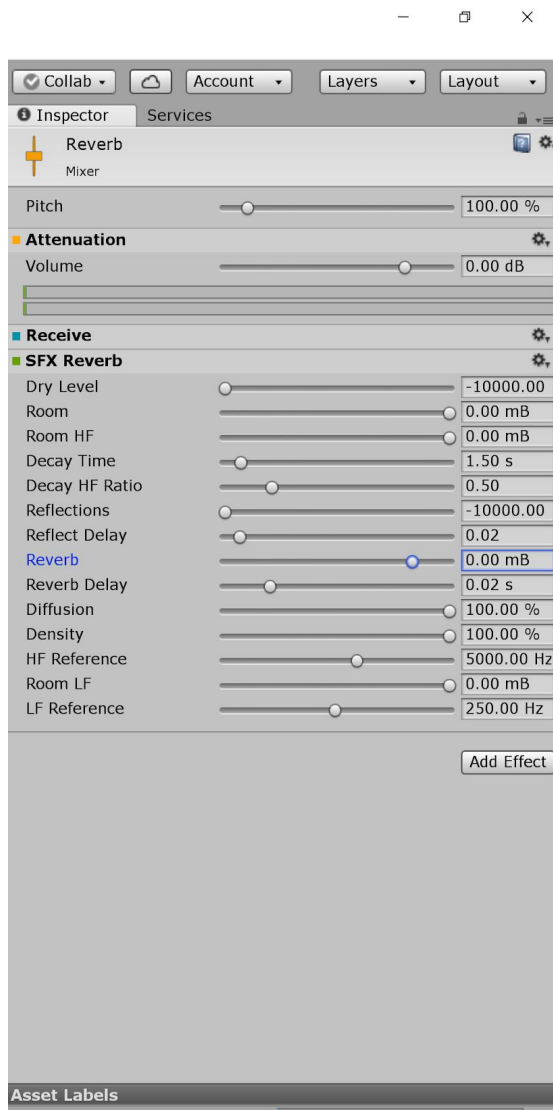 Collab Account Layers Layout
Inspector Services
Reverb
Mixer
Pitch 100.00 %
Attenuation
Volume 0.00 dB
Receive
SFX Reverb
Dry Level -10000.00
Room 0.00 mB
Room HF 0.00 mB
Decay Time 1.50 s
Decay HF Ratio 0.50
Reflections -10000.00
Reflect Delay 0.02
Reverb 0.00 mB
Reverb Delay 0.02 s
Diffusion 100.00 %
Density 100.00 %
HF Reference 5000.00 Hz
Room LF 0.00 mB
LF Reference 250.00 Hz
Add Effect
Asset Labels